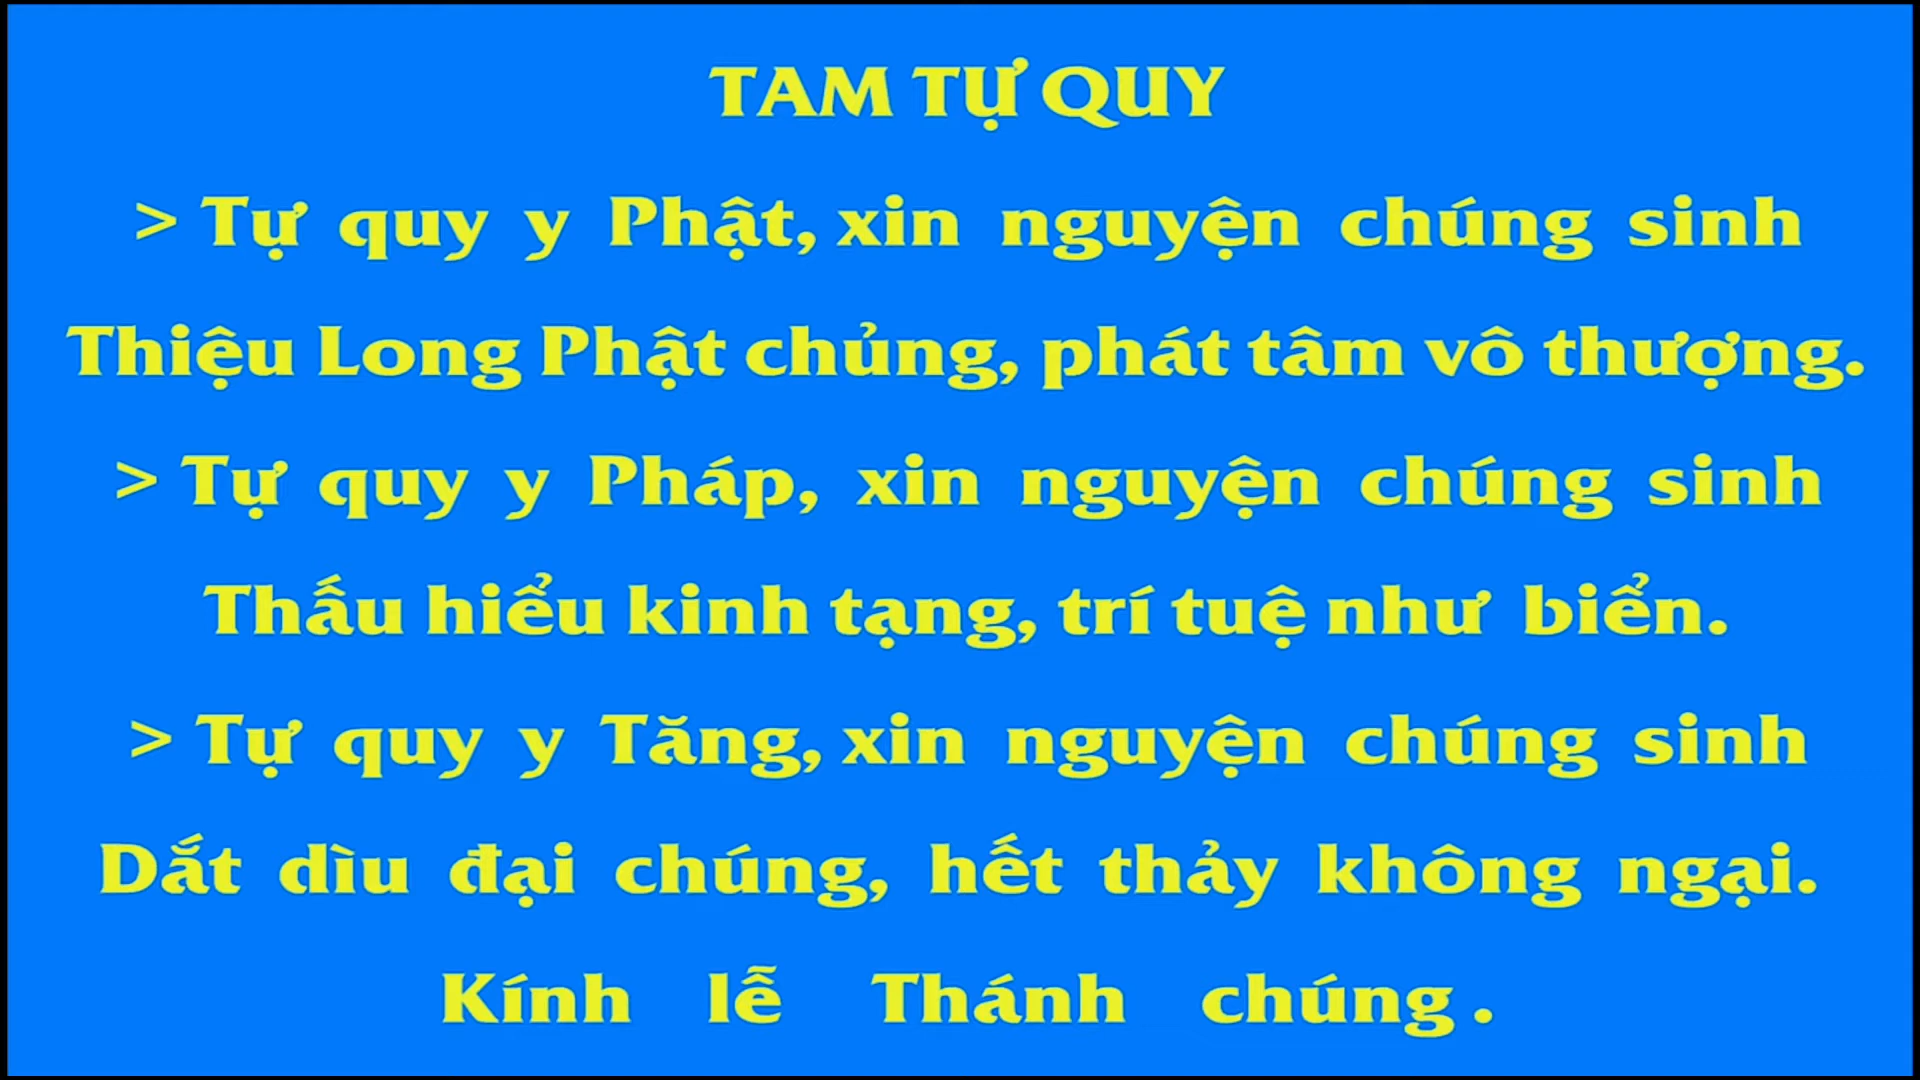 TAM TỰ QUY
> Tự quy y Phật, xin nguyện chúng sinh
Thiệu Long Phật chủng, phát tâm vô thượng.
> Tự quy y Pháp, xin nguyện chúng sinh
Thấu hiểu kinh tạng, trí tuệ như biển.
> Tự quy y Tăng, xin nguyện chúng sinh
Dắt dìu đại chúng, hết thảy không ngại.
Kính lễ Thánh chúng .